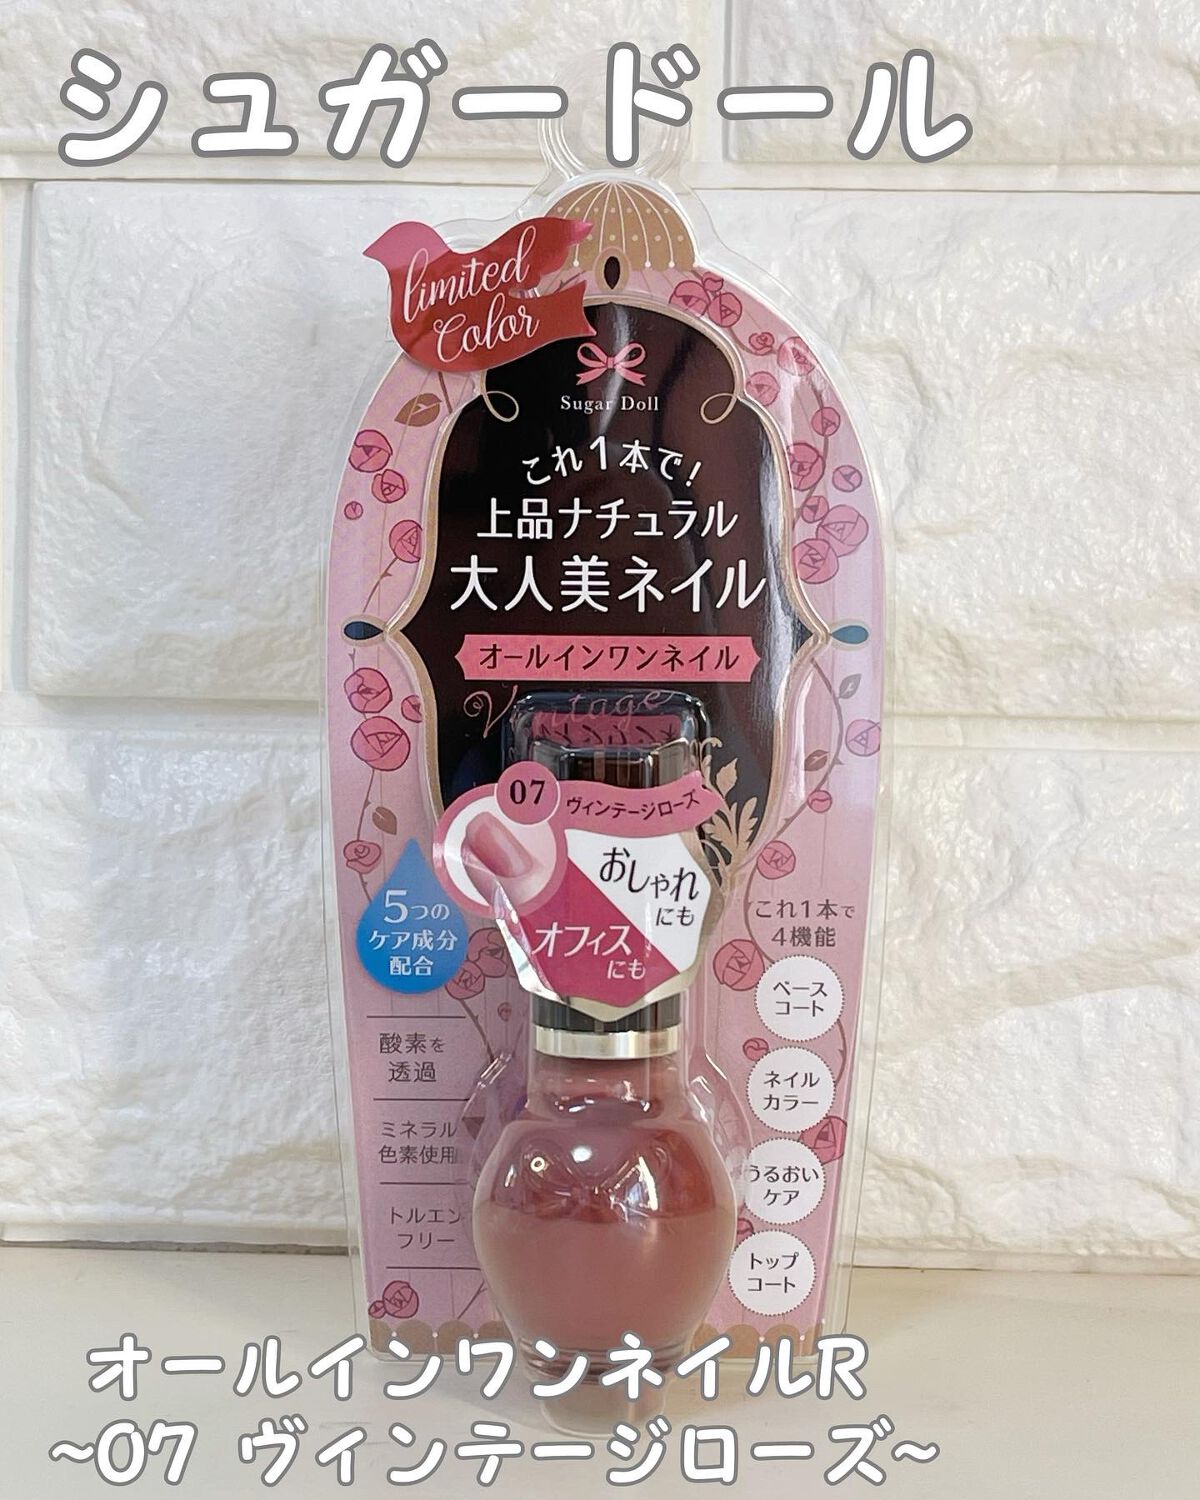 シュガードール
limited
Color
Sugar Doll
これ1本で!
上品ナチュラル
大人美ネイル
オールインワンネイル
Vintage
07
ヴィンテージローズ
おしゃれ
にも
オフィス
にも
5つの
ケア成分
配合
酸素を
透過
ミネラル
色素使用
トルエン
フリー
これ1本で
4機能
ベース
コート
ネイル
カラー
うるおい
ケア
トップ
コート
オールインワンネイルR
~07 ヴィンテージローズ~